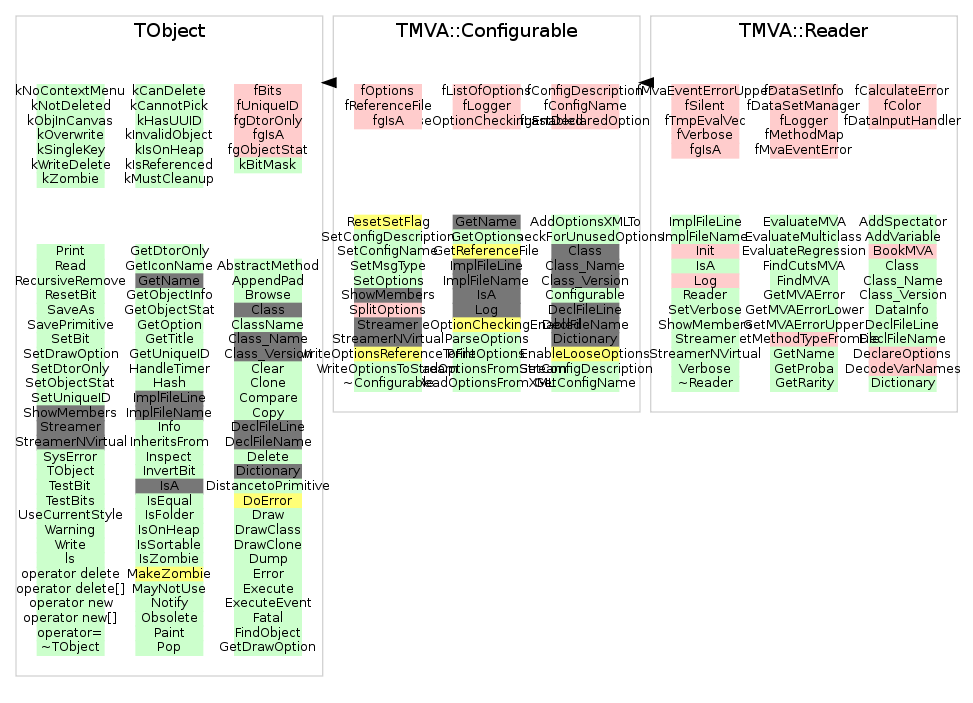 TObject
kNoContextMenu kCanDelete fBits
kNotDeleted kCannotPick fUniqueID
kObjInCanvas kHasUUID fgDtorOnly
kOverwrite kInvalidObject fgIsA
kSingleKey kIsOnHeap fgObjectStat
kWriteDelete kIsReferenced kBitMask
kZombie kMustCleanup
Print GetDtorOnly
Read GetIconName AbstractMethod
RecursiveRemove GetName AppendPad
ResetBit GetObjectInfo Browse
SaveAs GetObjectStat Class
SavePrimitive GetOption ClassName
SetBit GetTitle Class_Name
SetDrawOption GetUniqueID Class_Version
SetDtorOnly HandleTimer Clear
SetObjectStat Hash Clone
SetUniqueID ImplFileLine Compare
ShowMembers ImplFileName Copy
Streamer Info DeclFileLine
StreamerNVirtual InheritsFrom DeclFileName
SysError Inspect Delete
TObject InvertBit Dictionary
TestBit IsA DistancetoPrimitive
TestBits IsEqual DoError
UseCurrentStyle IsFolder Draw
Warning IsOnHeap DrawClass
Write IsSortable DrawClone
ls IsZombie Dump
operator delete MakeZombie Error
operator delete[] MayNotUse Execute
operator new Notify ExecuteEvent
operator new[] Obsolete Fatal
operator= Paint FindObject
~TObject Pop GetDrawOption
TMVA::Configurable
fOptions fListOfOptions fConfigDescription
fReferenceFile fLogger fConfigName
fgIsA
ResetSetFlag GetName AddOptionsXMLTo
SetConfigDescription GetOptions
SetConfigName GetReferenceFile Class
SetMsgType ImplFileLine Class_Name
SetOptions ImplFileName Class_Version
ShowMembers IsA Configurable
SplitOptions Log DeclFileLine
Streamer DeclFileName
StreamerNVirtual ParseOptions Dictionary
PrintOptions EnableLooseOptions
WriteOptionsToStream GetConfigDescription
~Configurable GetConfigName
TMVA::Reader
fMvaEventErrorUpper fDataSetInfo fCalculateError
fSilent fDataSetManager fColor
fTmpEvalVec fLogger fDataInputHandler
fVerbose fMethodMap
fgIsA fMvaEventError
ImplFileLine EvaluateMVA AddSpectator
ImplFileName EvaluateMulticlass AddVariable
Init EvaluateRegression BookMVA
IsA FindCutsMVA Class
Log FindMVA Class_Name
Reader GetMVAError Class_Version
SetVerbose GetMVAErrorLower DataInfo
ShowMembers GetMVAErrorUpper DeclFileLine
Streamer DeclFileName
StreamerNVirtual GetName DeclareOptions
Verbose GetProba DecodeVarNames
~Reader GetRarity Dictionary